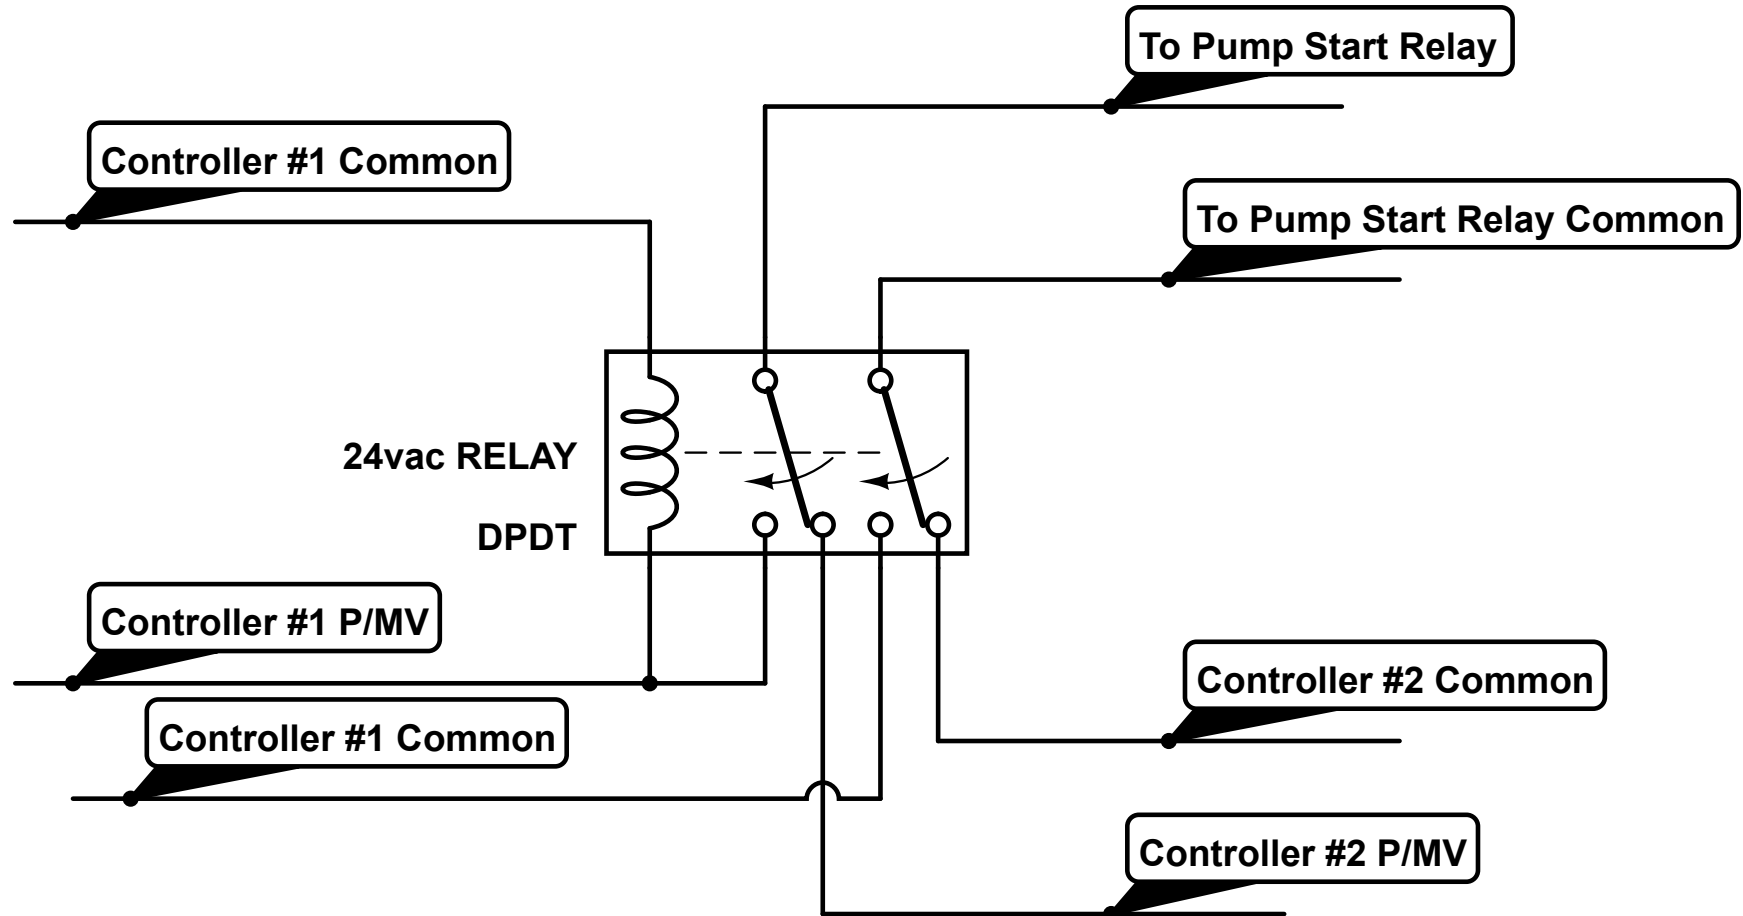 To Pump Start Relay
Controller #1 Common
To Pump Start Relay Common
24vac RELAY
DPDT
Controller #1 P/MV
Controller #2 Common
Controller #1 Common
Controller #2 P/MV